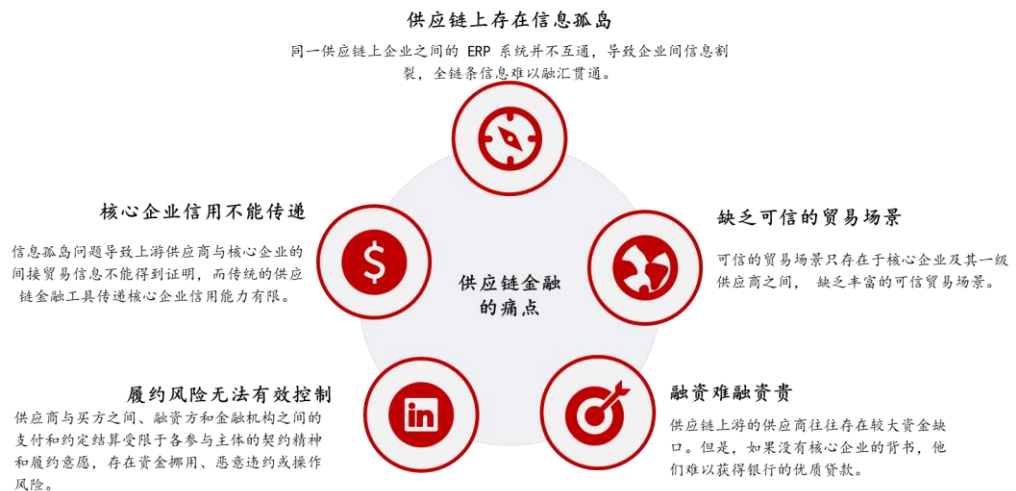 供应链上存在信息孤岛
同一供应链上企业之间的 ERP 系统并不互通，导致企业间信息割
裂，全链条信息难以融汇贯通。
核心企业信用不能传递
信息孤岛问题导致上游供应商与核心企业的
间接贸易信息不能得到证明，而传统的供应
链金融工具传递核心企业信用能力有限。
$
缺乏可信的贸易场景
可信的贸易场景只存在于核心企业及其一级
供应商之间， 缺乏丰富的可信贸易场景。
供应链金融
的痛点
履约风险无法有效控制
供应商与买方之间、融资方和金融机构之间的
支付和约定结算受限于各参与主体的契约精神
和履约意愿，存在资金挪用、恶意违约或操作
风险。
in
融资难融资贵
供应链上游的供应商往往存在较大资金缺
口。但是，如果没有核心企业的背书，他
们难以获得银行的优质贷款。